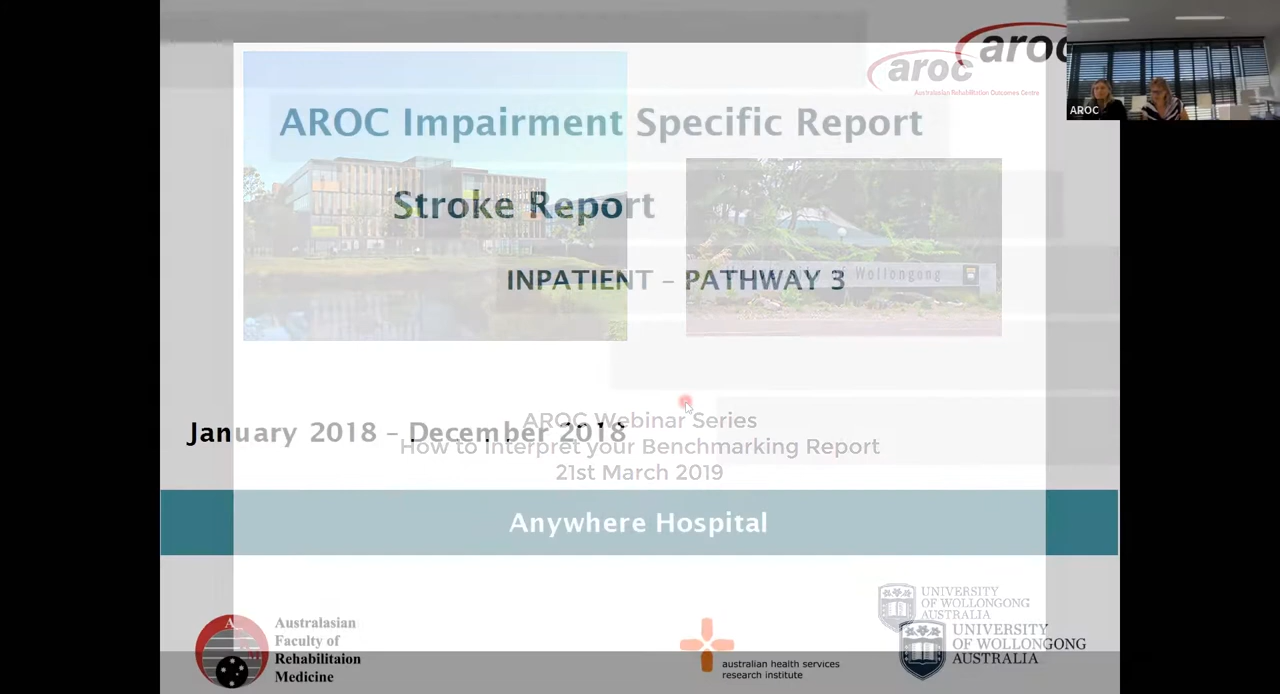 aroc
aroc
Australasian Rehabilitation Outcomes Centre
AROC
AROC Impairment Specific Report
Stroke Report
University of Wollongong
INPATIENT – PATHWAY 3
AROC Webinar Series
January 2018 – December 2018
How to Interpret your Benchmarking Report
21st March 2019
Anywhere Hospital
Australasian
Faculty of
Rehabilitaion
Medicine
australian health services
research institute
UNIVERSITY
OF WOLLONGONG
AUSTRALIA
UNIVERSITY
OF WOLLONGONG
AUSTRALIA